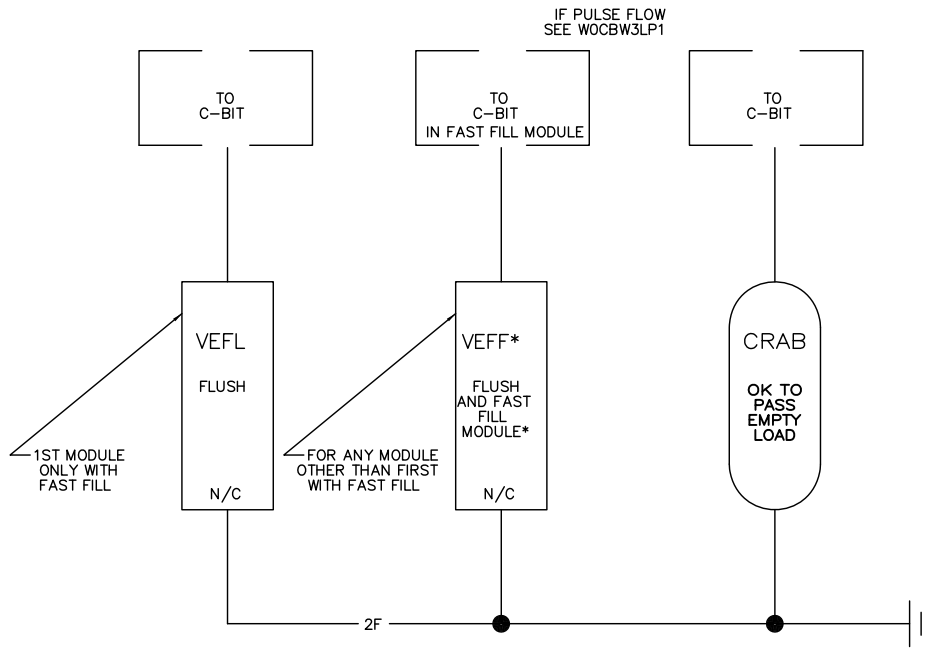 IF PULSE FLOW
SEE W0CBW3LP1
TO
C-BIT
TO
C-BIT
IN FAST FILL MODULE
TO
C-BIT
VEFL
FLUSH
N/C
1ST MODULE
ONLY WITH
FAST FILL
VEFF*
FLUSH
AND FAST
FILL
MODULE*
N/C
FOR ANY MODULE
OTHER THAN FIRST
WITH FAST FILL
CRAB
OK TO
PASS
EMPTY
LOAD
2F